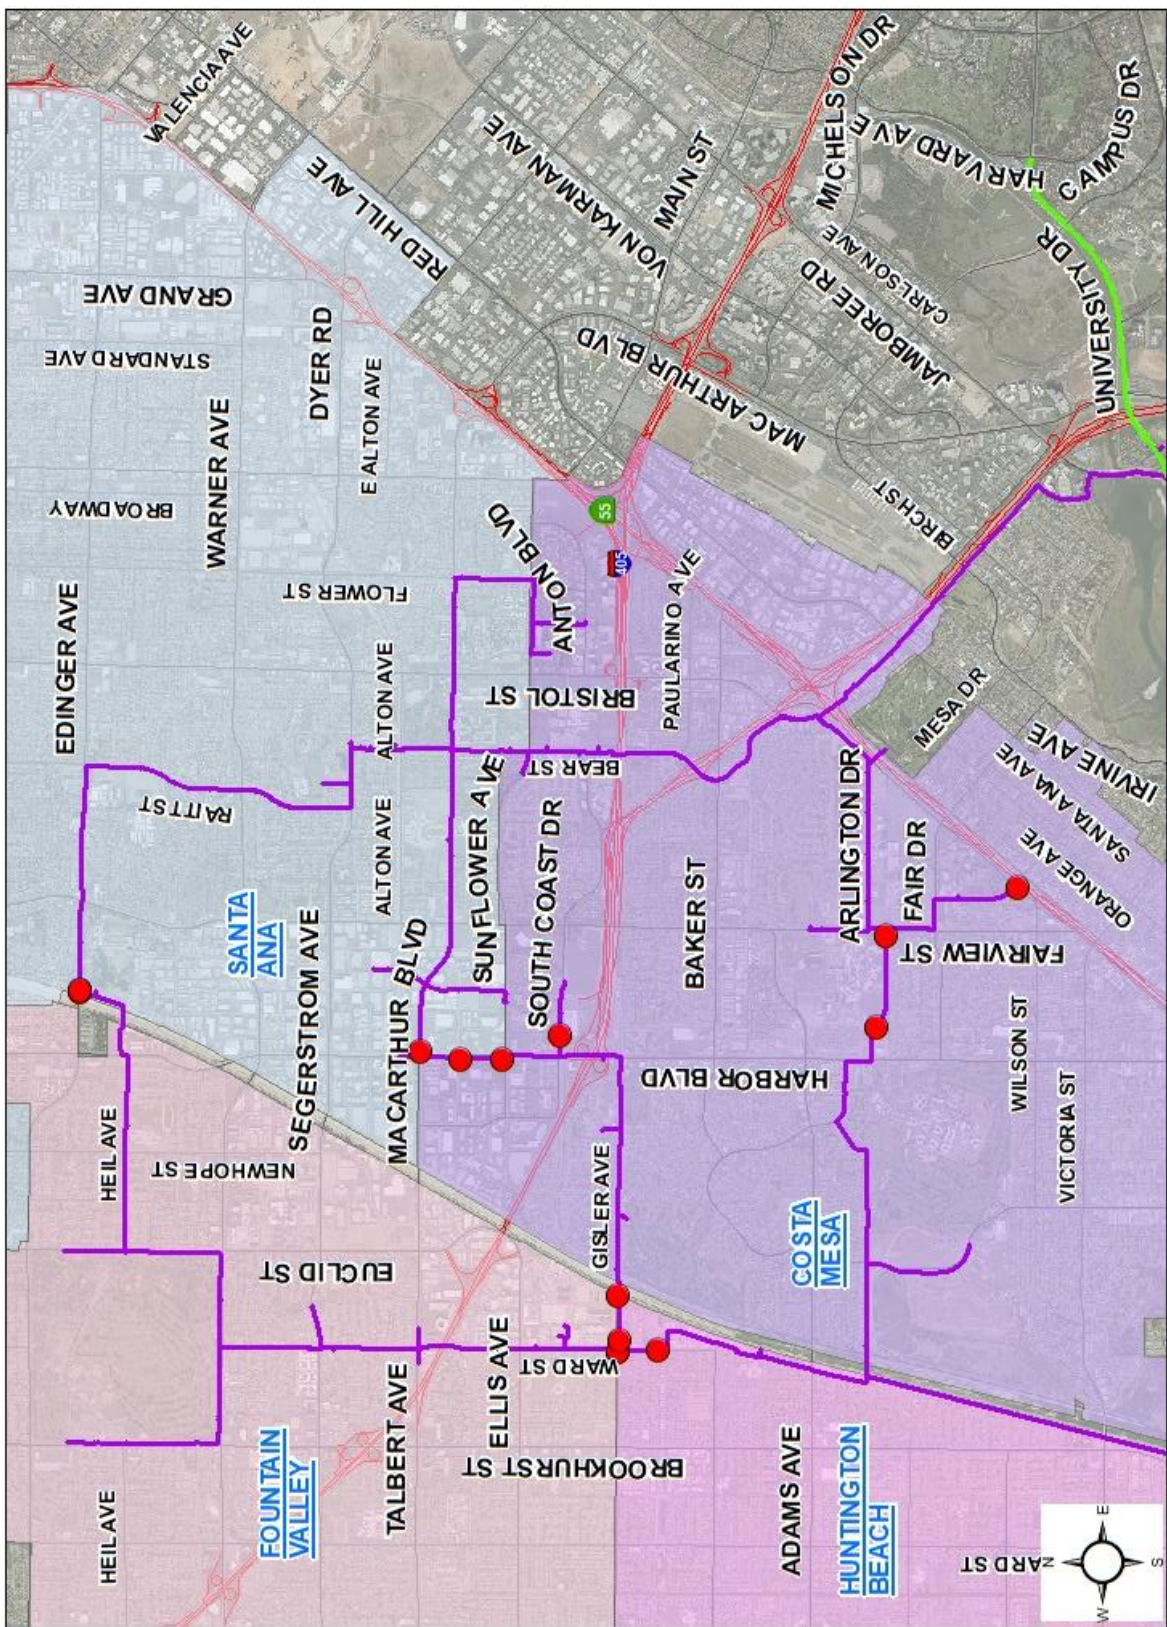 VALENCIA AVE
RED HILL AVE
GRAND AVE
STANDARD AVE
DYER RD
WARNER AVE
E ALTON AVE
BROADWAY
VON KARMAN AVE
MAIN ST
MICHELSON DR
HARVARD AVE
CAMPUS DR
CARLSON AVE
JAMBOREE RD
UNIVERSITY DR
MAC ARTHUR BLVD
BIRCH ST
EDINGER AVE
FLOWER ST
ANTON BLVD
55
405
PAULARINO AVE
ALTON AVE
BRISTOL ST
MESA DR
RAITT ST
BEAR ST
IRVINE AVE
SANTA ANA AVE
ORANGE AVE
ALTON AVE
SUNFLOWER AVE
SOUTH COAST DR
ARLINGTON DR
FAIR DR
BAKER ST
SANTA
ANA
SEGERSTROM AVE
MACARTHUR BLVD
FAIRVIEW ST
WILSON ST
HARBOR BLVD
VICTORIA ST
HEIL AVE
NEWHOPE ST
GISLER AVE
COSTA
MESA
EUCLID ST
WARD ST
ELLIS AVE
TALBERT AVE
BROOKHURST ST
FOUNTAIN
VALLEY
HEIL AVE
ADAMS AVE
HUNTINGTON
BEACH
ARD ST
N
E
S
W